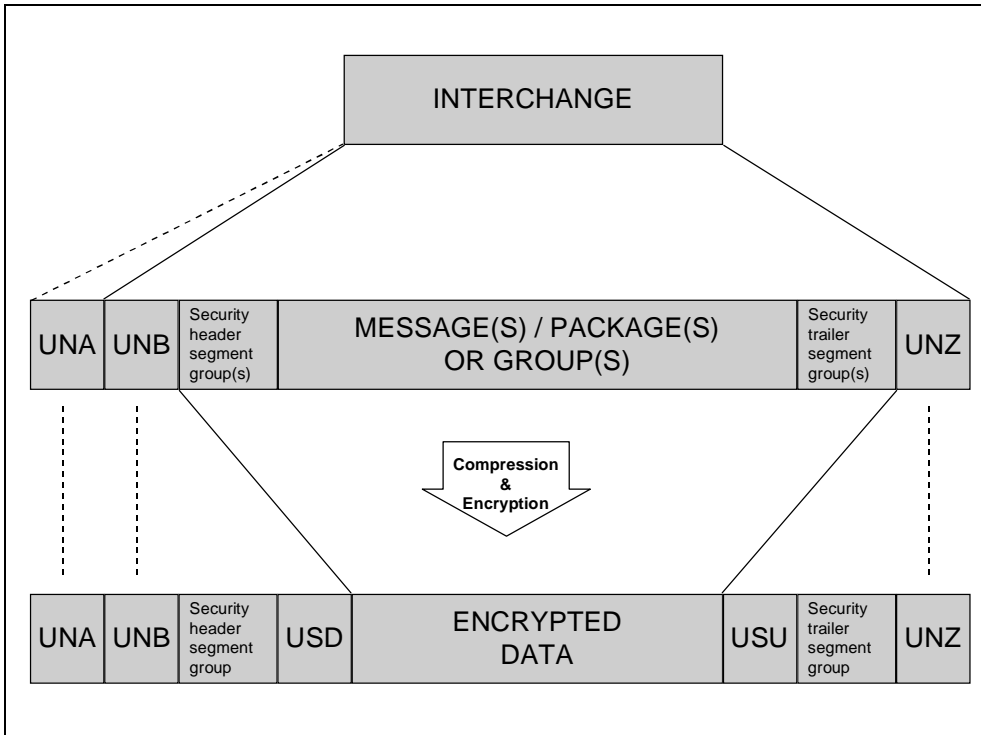 INTERCHANGE
UNA
UNB
Security
header
segment
group(s)
MESSAGE(S) / PACKAGE(S)
OR GROUP(S)
Security
trailer
segment
group(s)
UNZ
Compression
&
Encryption
UNA
UNB
Security
header
segment
group
USD
ENCRYPTED
DATA
USU
Security
trailer
segment
group
UNZ